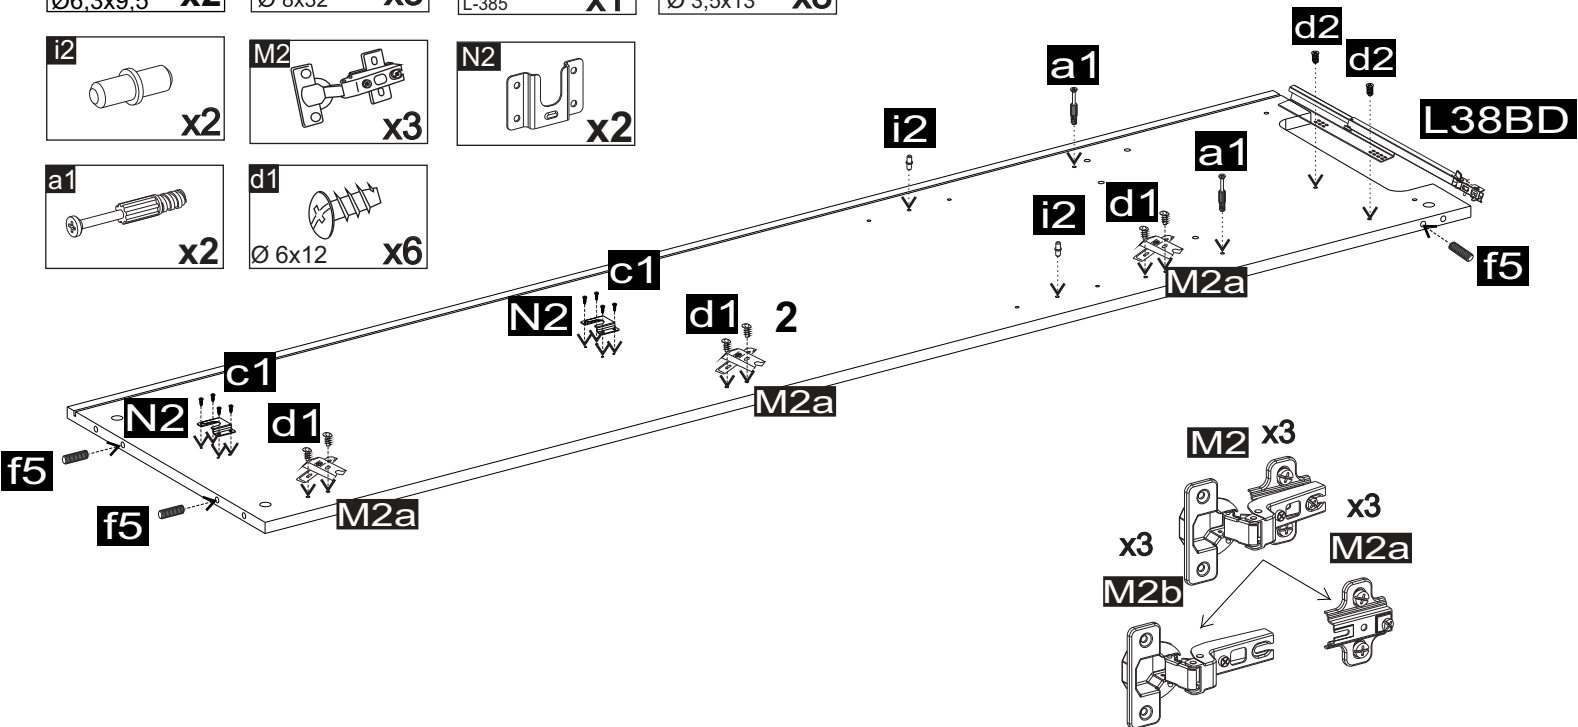 Ø6,3x9,5 x2
Ø 8x32
L-385 x1
Ø 3,5x13
i2 x2
M2 x3
N2 x2
a1 x2
d1 Ø 6x12 x6
d2
d2
a1
L38BD
i2
a1
i2
d1
M2a
f5
c1
N2
d1 2
M2a
c1
N2
d1
M2a
f5
f5
M2 x3
x3
M2a
x3
M2b